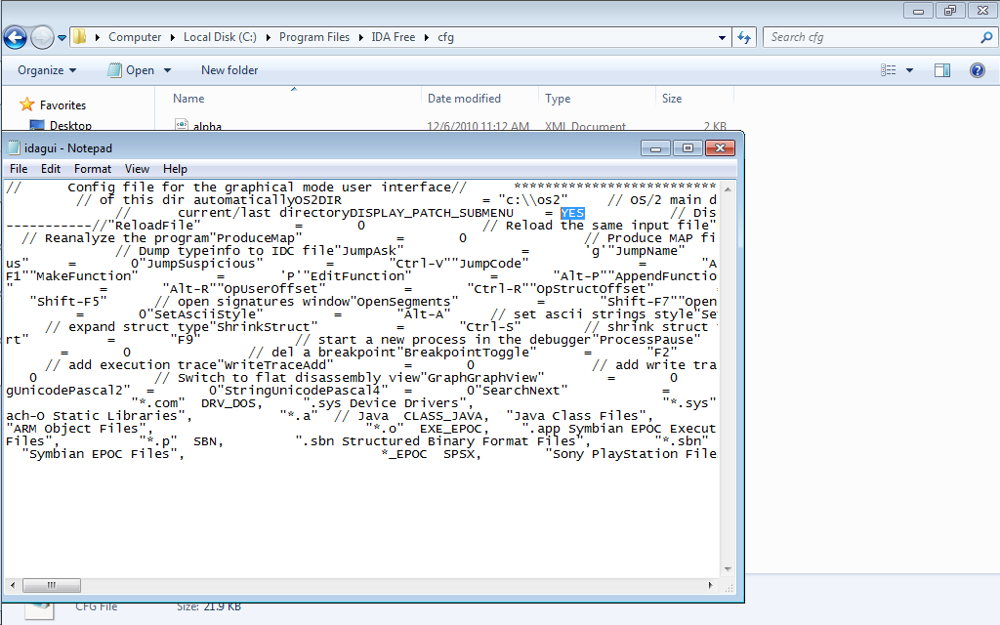 Computer Local Disk (C:) Program Files IDA Free cfg Search cfg
Organize Open New folder
Name Date modified Type Size
Favorites
Desktop alpha 12/6/2010 11:12 AM XML Document 2 KB
idagui - Notepad
File Edit Format View Help
// Config file for the graphical mode user interface// **************************
// of this dir automaticallyOS2DIR = "c:\\os2" // OS/2 main d
// current/last directoryDISPLAY_PATCH_SUBMENU = YES // Dis
------------//"ReloadFile" = 0 // Reload the same input file"
// Reanalyze the program"ProduceMap" = 0 // Produce MAP fi
// Dump typeinfo to IDC file"JumpAsk" = 'g'"JumpName"
us" = 0"JumpSuspicious" = "Ctrl-V""JumpCode" = "A
F1""MakeFunction" = 'P'"EditFunction" = "Alt-P""AppendFunctio
" = "Alt-R""OpUserOffset" = "Ctrl-R""OpStructOffset" =
"Shift-F5" // open signatures window"OpenSegments" = "Shift-F7""Open
= 0"SetAsciiStyle" = "Alt-A" // set ascii strings style"Se
// expand struct type"ShrinkStruct" = "Ctrl-S" // shrink struct
rt" = "F9" // start a new process in the debugger"ProcessPause"
= 0 // del a breakpoint"BreakpointToggle" = "F2"
// add execution trace"WriteTraceAdd" = 0 // add write tra
0 // Switch to flat disassembly view"GraphGraphView" = 0
gUnicodePascal2" = 0"StringUnicodePascal4" = 0"SearchNext" =
"*.com" DRV_DOS, ".sys Device Drivers", "*.sys"
ach-O Static Libraries", "*.a" // Java CLASS_JAVA, "Java Class Files",
"ARM Object Files", "*.o" EXE_EPOC, ".app Symbian EPOC Execut
Files", "*.p" SBN, ".sbn Structured Binary Format Files", "*.sbn"
"Symbian EPOC Files", *_EPOC SPSX, "Sony PlayStation File
CFG File Size: 21.9 KB